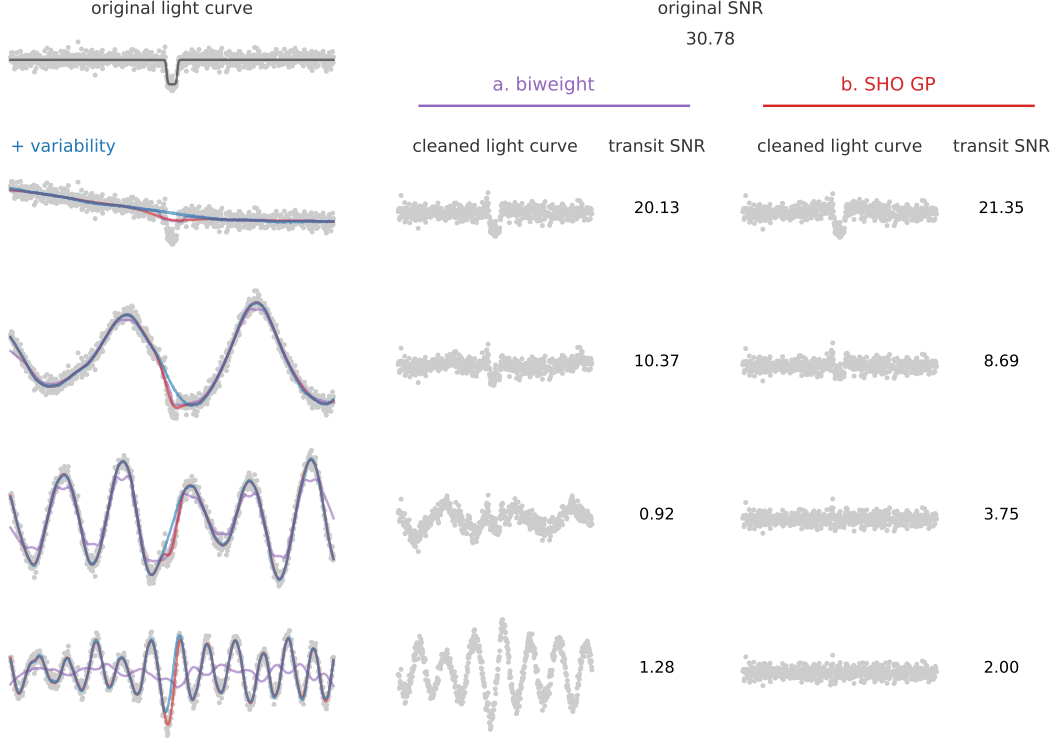 original light curve
original SNR
30.78
a. biweight
b. SHO GP
+ variability
cleaned light curve
transit SNR
cleaned light curve
transit SNR
20.13
21.35
10.37
8.69
0.92
3.75
1.28
2.00